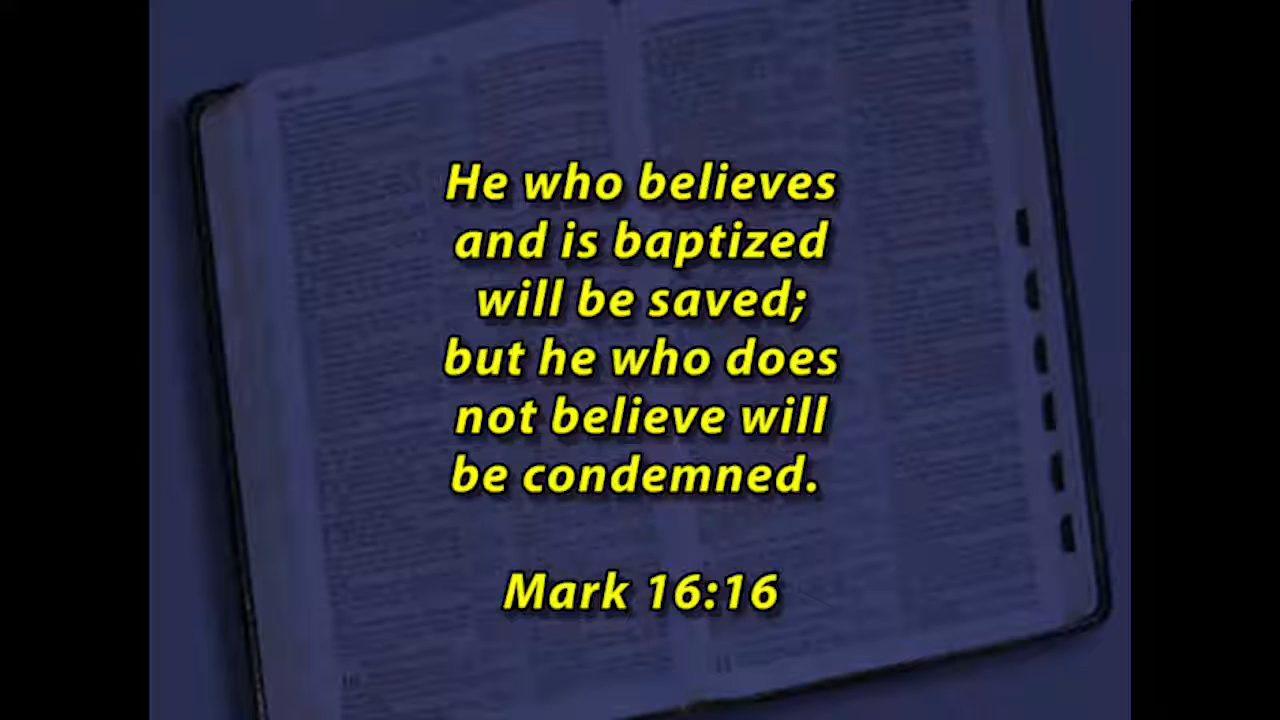 He who believes
and is baptized
will be saved;
but he who does
not believe will
be condemned.
Mark 16:16